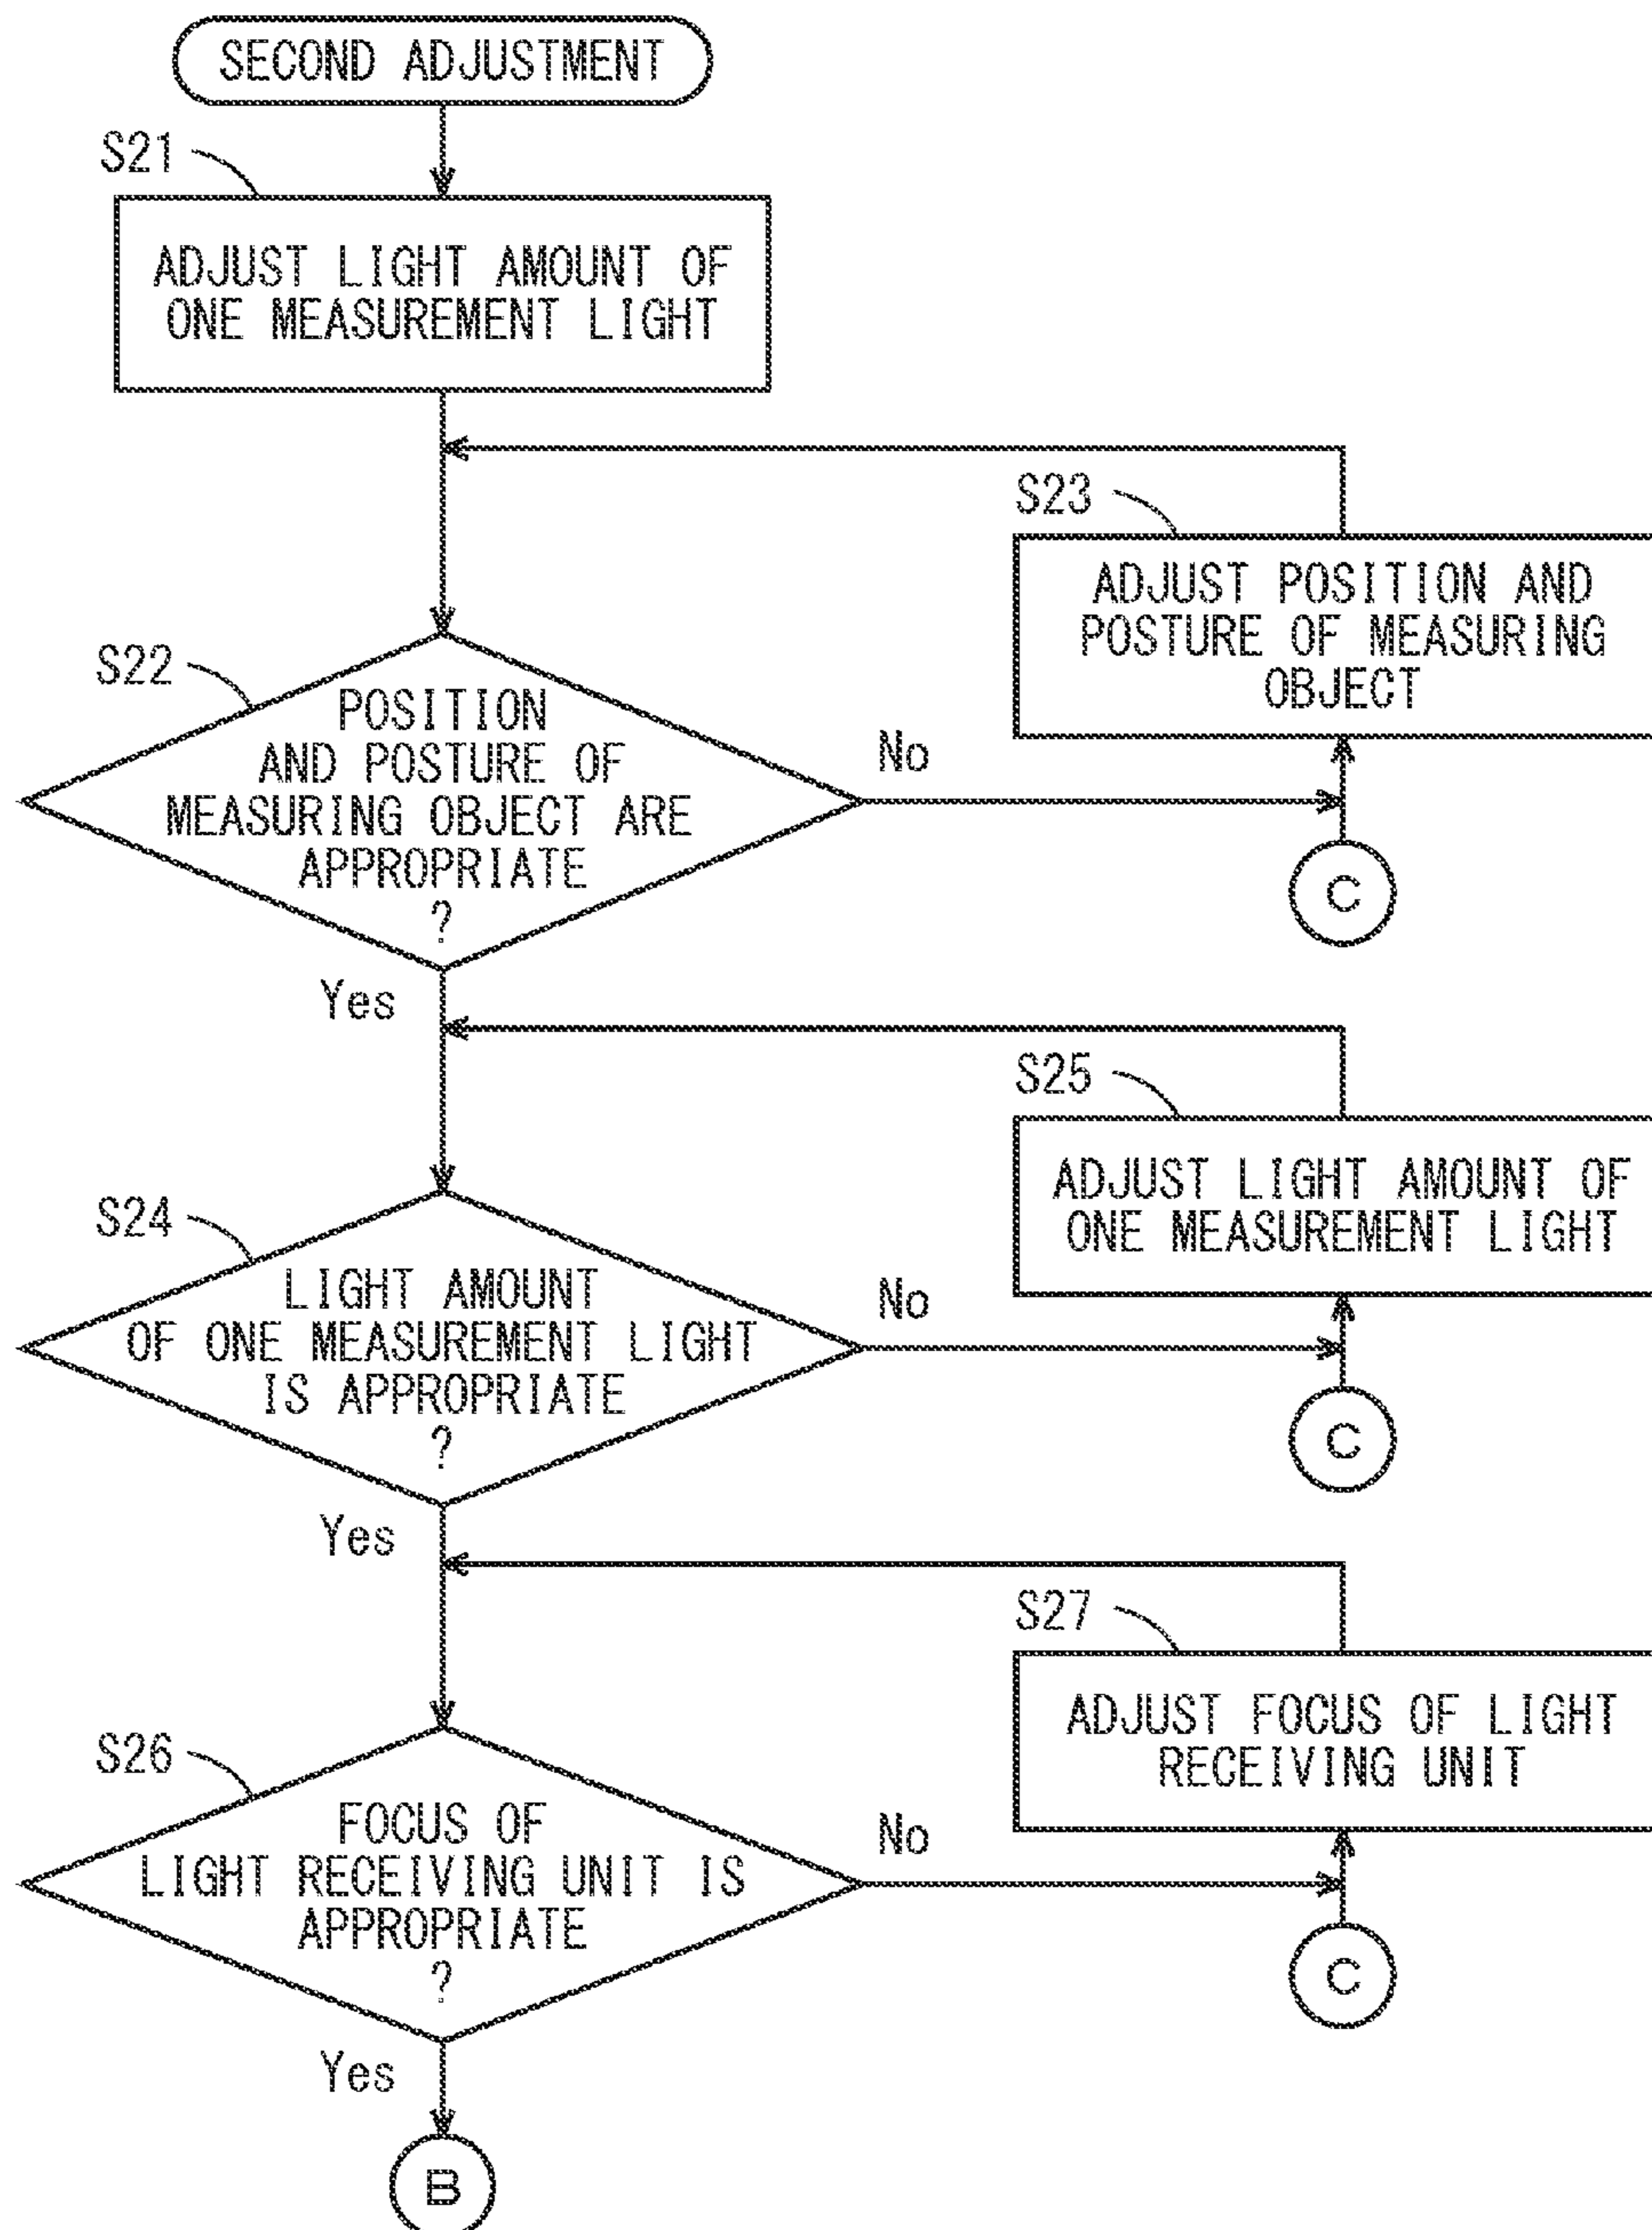 SECOND ADJUSTMENT
S21
ADJUST LIGHT AMOUNT OF
ONE MEASUREMENT LIGHT
S23
ADJUST POSITION AND
POSTURE OF MEASURING
OBJECT
S22
POSITION
AND POSTURE OF
MEASURING OBJECT ARE
APPROPRIATE
?
No
C
Yes
S25
ADJUST LIGHT AMOUNT OF
ONE MEASUREMENT LIGHT
S24
LIGHT AMOUNT
OF ONE MEASUREMENT LIGHT
IS APPROPRIATE
?
No
C
Yes
S27
ADJUST FOCUS OF LIGHT
RECEIVING UNIT
S26
FOCUS OF
LIGHT RECEIVING UNIT IS
APPROPRIATE
?
No
C
Yes
B